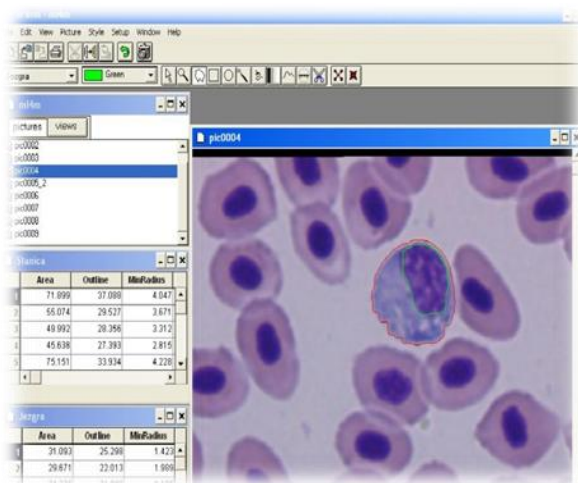 Edit View Picture Style Setup Window Help
Green
pictures views
pic0002
pic0003
pic0004
pic0005_2
pic0006
pic0007
pic0008
pic0009
pic0004
Stanica
Area Outline MinRadius
71.899 37.088 4.047
55.074 29.527 3.671
48.992 28.356 3.312
45.638 27.393 2.815
75.151 33.934 4.228
Jezgra
Area Outline MinRadius
31.093 25.298 1.423
29.671 22.013 1.989